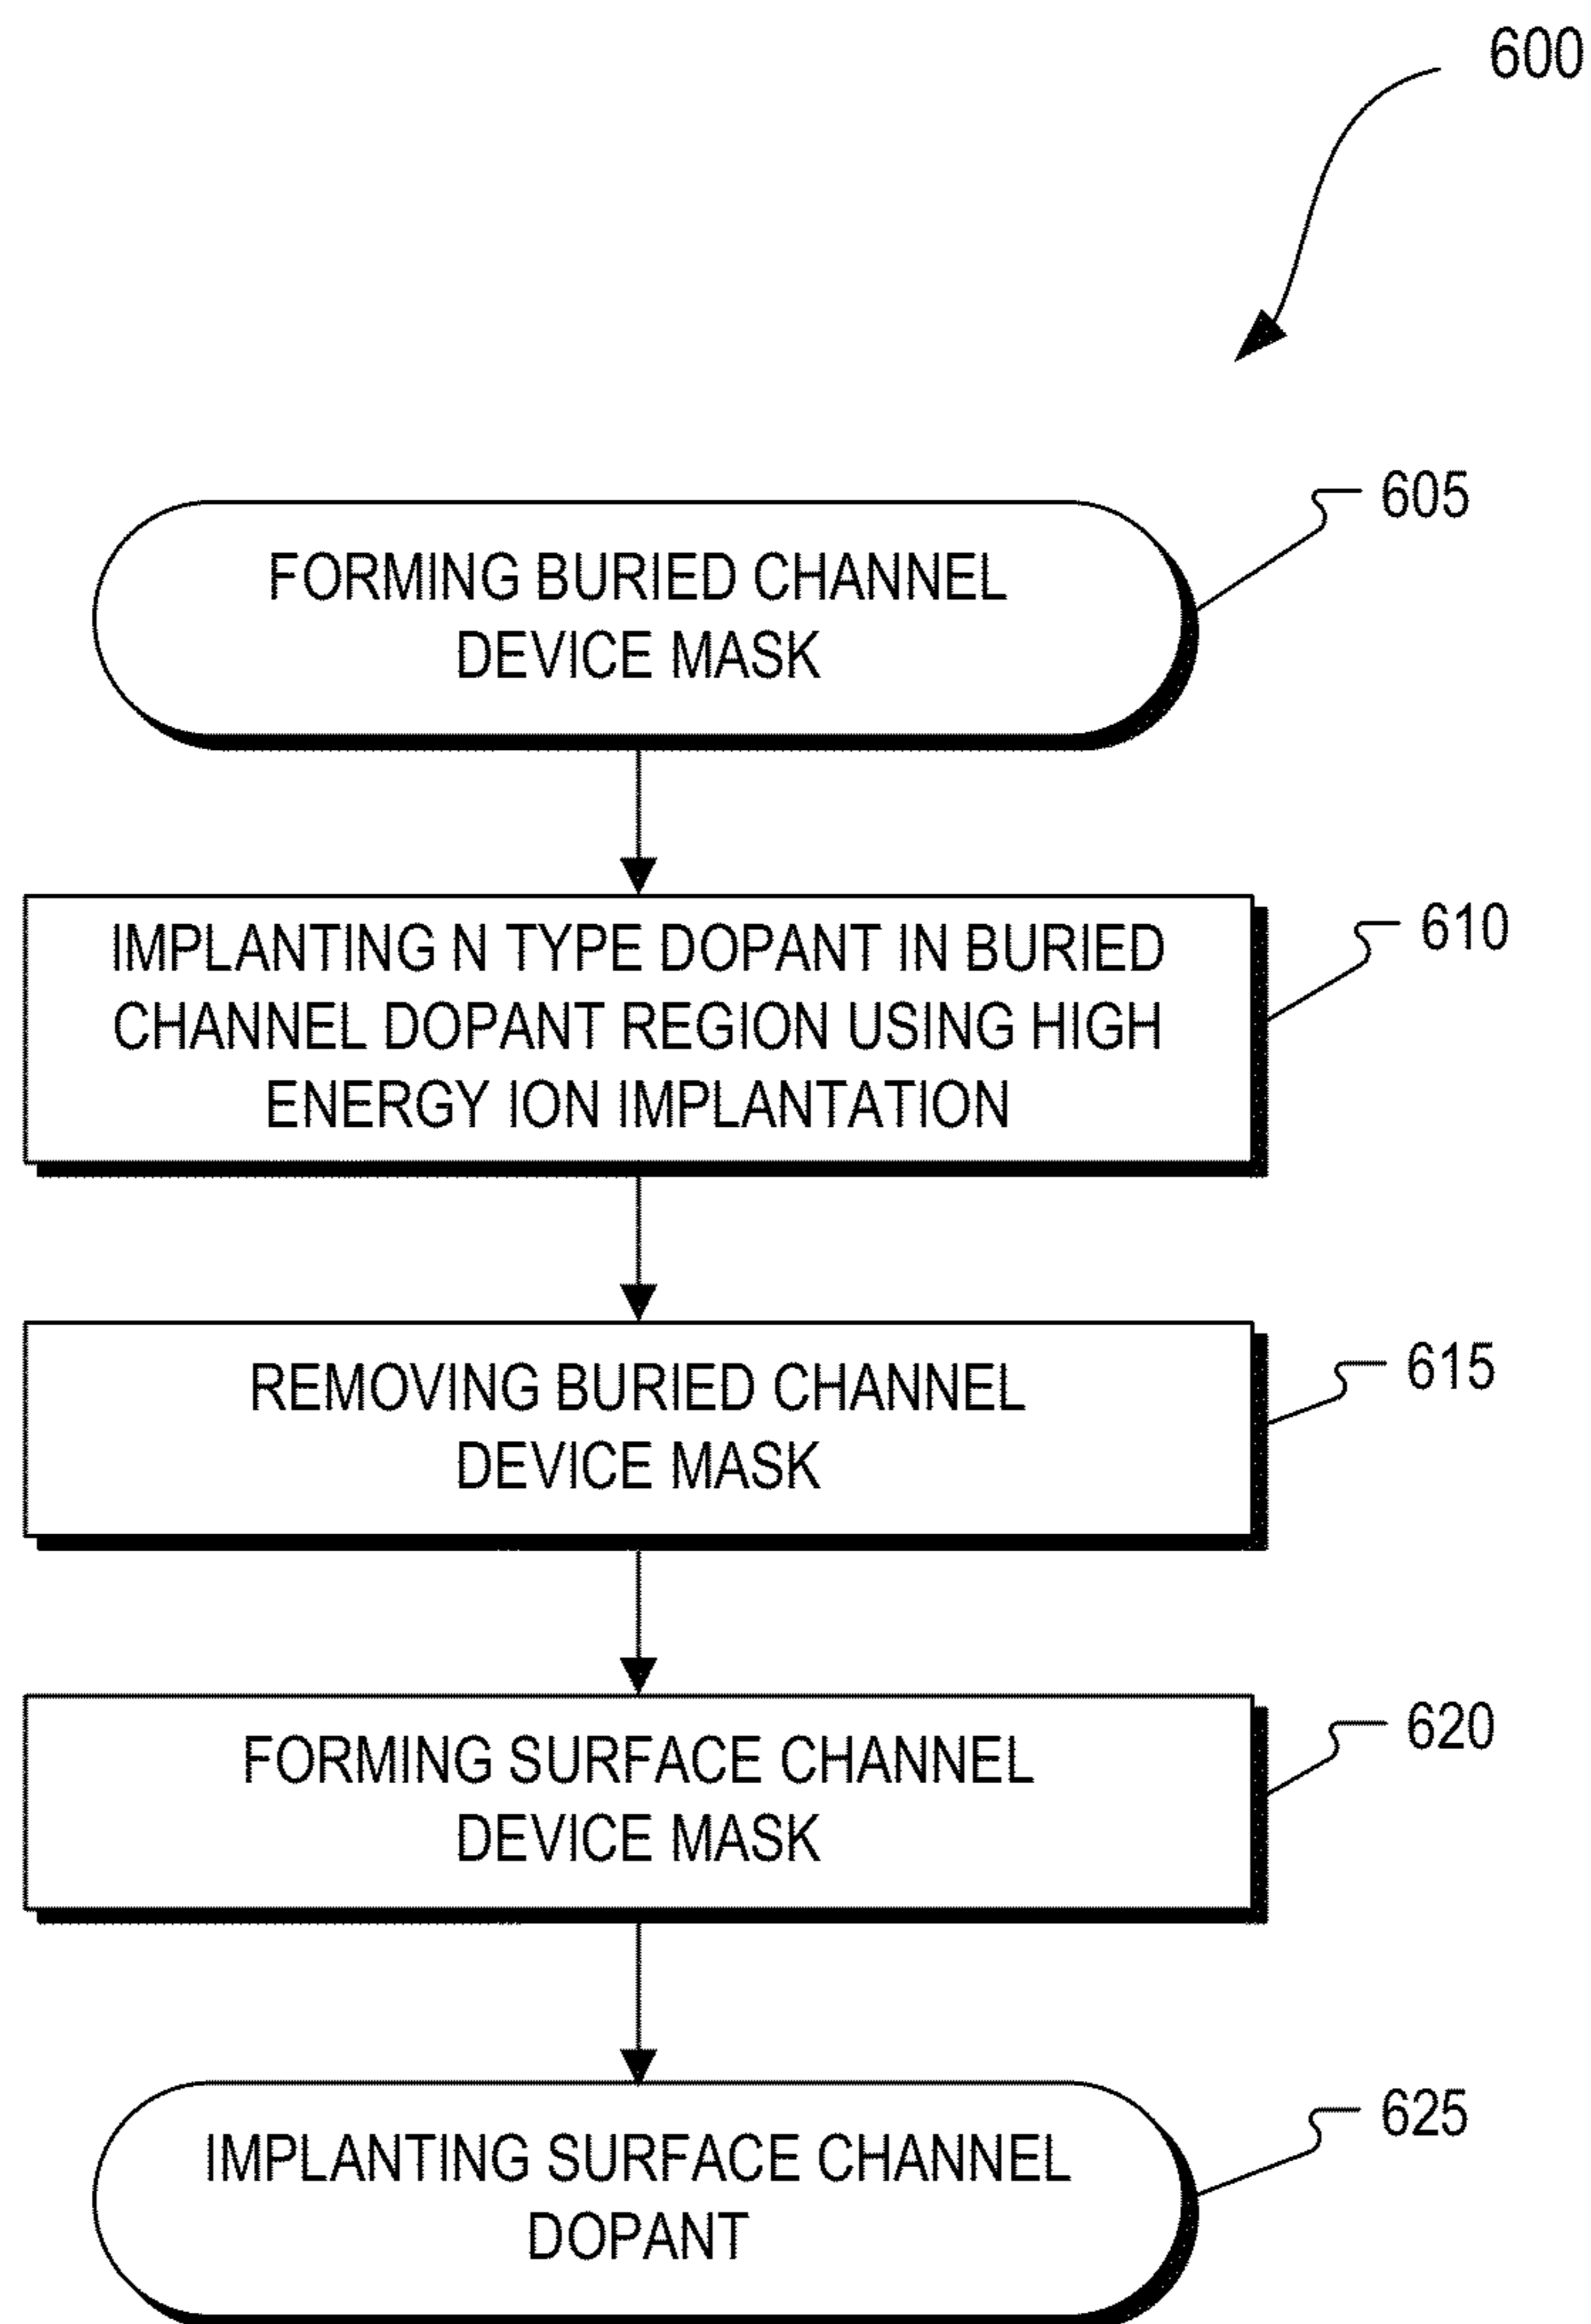 600
605
FORMING BURIED CHANNEL
DEVICE MASK
610
IMPLANTING N TYPE DOPANT IN BURIED
CHANNEL DOPANT REGION USING HIGH
ENERGY ION IMPLANTATION
615
REMOVING BURIED CHANNEL
DEVICE MASK
620
FORMING SURFACE CHANNEL
DEVICE MASK
625
IMPLANTING SURFACE CHANNEL
DOPANT